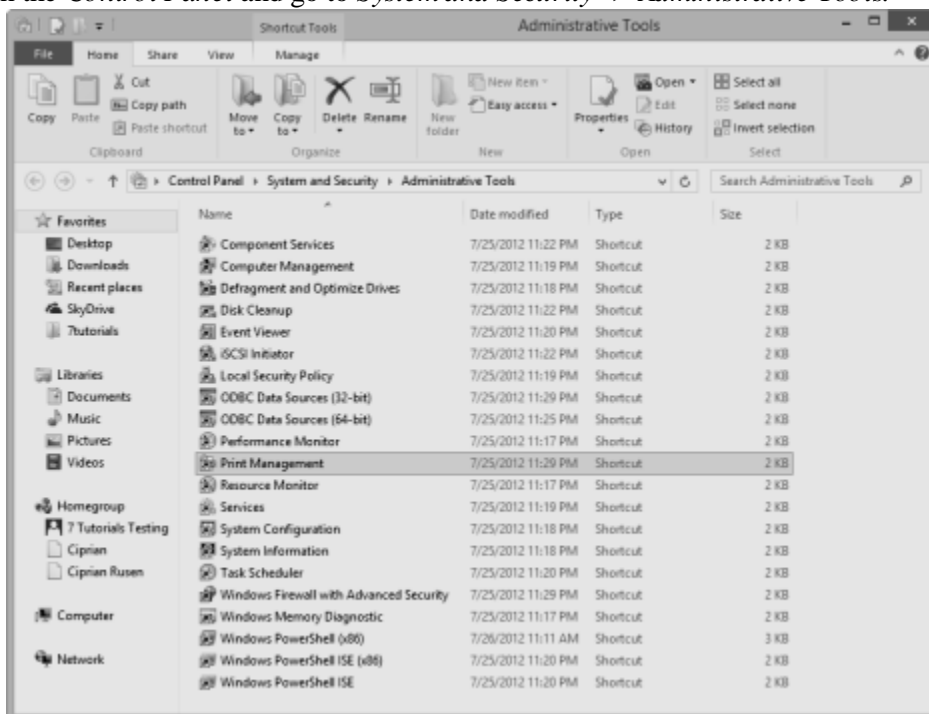 the Control Panel and go to System and Security → Administrative Tools.
Shortcut Tools
Administrative Tools
File Home Share View Manage
Copy
Paste
Cut
Copy path
Paste shortcut
Clipboard
Move to
Copy to
Delete
Rename
Organize
New folder
New item
Easy access
New
Properties
Open
Edit
History
Open
Select all
Select none
Invert selection
Select
Control Panel System and Security Administrative Tools
Search Administrative Tools
Favorites
Desktop
Downloads
Recent places
SkyDrive
7tutorials
Libraries
Documents
Music
Pictures
Videos
Homegroup
7 Tutorials Testing
Ciprian
Ciprian Rusen
Computer
Network
Name Date modified Type Size
Component Services 7/25/2012 11:22 PM Shortcut 2 KB
Computer Management 7/25/2012 11:19 PM Shortcut 2 KB
Defragment and Optimize Drives 7/25/2012 11:18 PM Shortcut 2 KB
Disk Cleanup 7/25/2012 11:22 PM Shortcut 2 KB
Event Viewer 7/25/2012 11:20 PM Shortcut 2 KB
iSCSI Initiator 7/25/2012 11:22 PM Shortcut 2 KB
Local Security Policy 7/25/2012 11:19 PM Shortcut 2 KB
ODBC Data Sources (32-bit) 7/25/2012 11:29 PM Shortcut 2 KB
ODBC Data Sources (64-bit) 7/25/2012 11:25 PM Shortcut 2 KB
Performance Monitor 7/25/2012 11:17 PM Shortcut 2 KB
Print Management 7/25/2012 11:29 PM Shortcut 2 KB
Resource Monitor 7/25/2012 11:17 PM Shortcut 2 KB
Services 7/25/2012 11:19 PM Shortcut 2 KB
System Configuration 7/25/2012 11:18 PM Shortcut 2 KB
System Information 7/25/2012 11:18 PM Shortcut 2 KB
Task Scheduler 7/25/2012 11:20 PM Shortcut 2 KB
Windows Firewall with Advanced Security 7/25/2012 11:29 PM Shortcut 2 KB
Windows Memory Diagnostic 7/25/2012 11:17 PM Shortcut 2 KB
Windows PowerShell (x86) 7/26/2012 11:11 AM Shortcut 3 KB
Windows PowerShell ISE (x86) 7/25/2012 11:20 PM Shortcut 2 KB
Windows PowerShell ISE 7/25/2012 11:20 PM Shortcut 2 KB